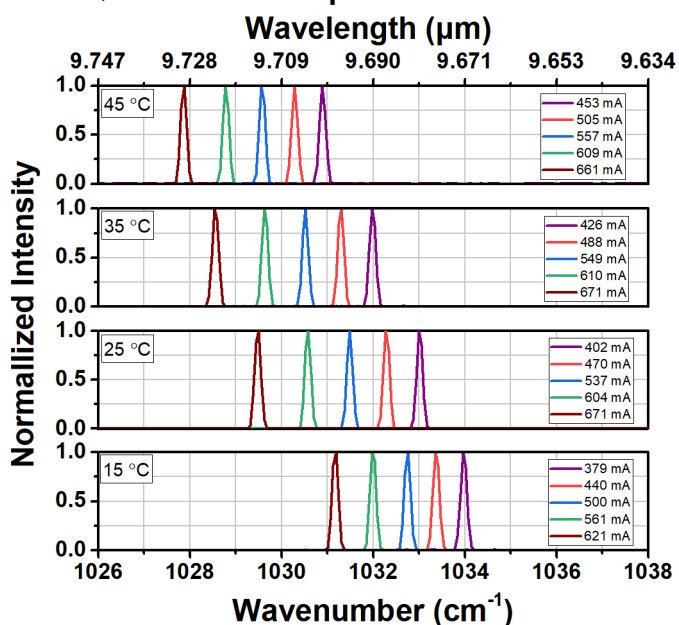 Wavelength (µm)
9.747 9.728 9.709 9.690 9.671 9.653 9.634
1.0
0.5
0.0
45 °C
453 mA
505 mA
557 mA
609 mA
661 mA
1.0
0.5
0.0
35 °C
426 mA
488 mA
549 mA
610 mA
671 mA
1.0
0.5
0.0
25 °C
402 mA
470 mA
537 mA
604 mA
671 mA
1.0
0.5
0.0
15 °C
379 mA
440 mA
500 mA
561 mA
621 mA
Normallized Intensity
1026 1028 1030 1032 1034 1036 1038
Wavenumber (cm⁻¹)